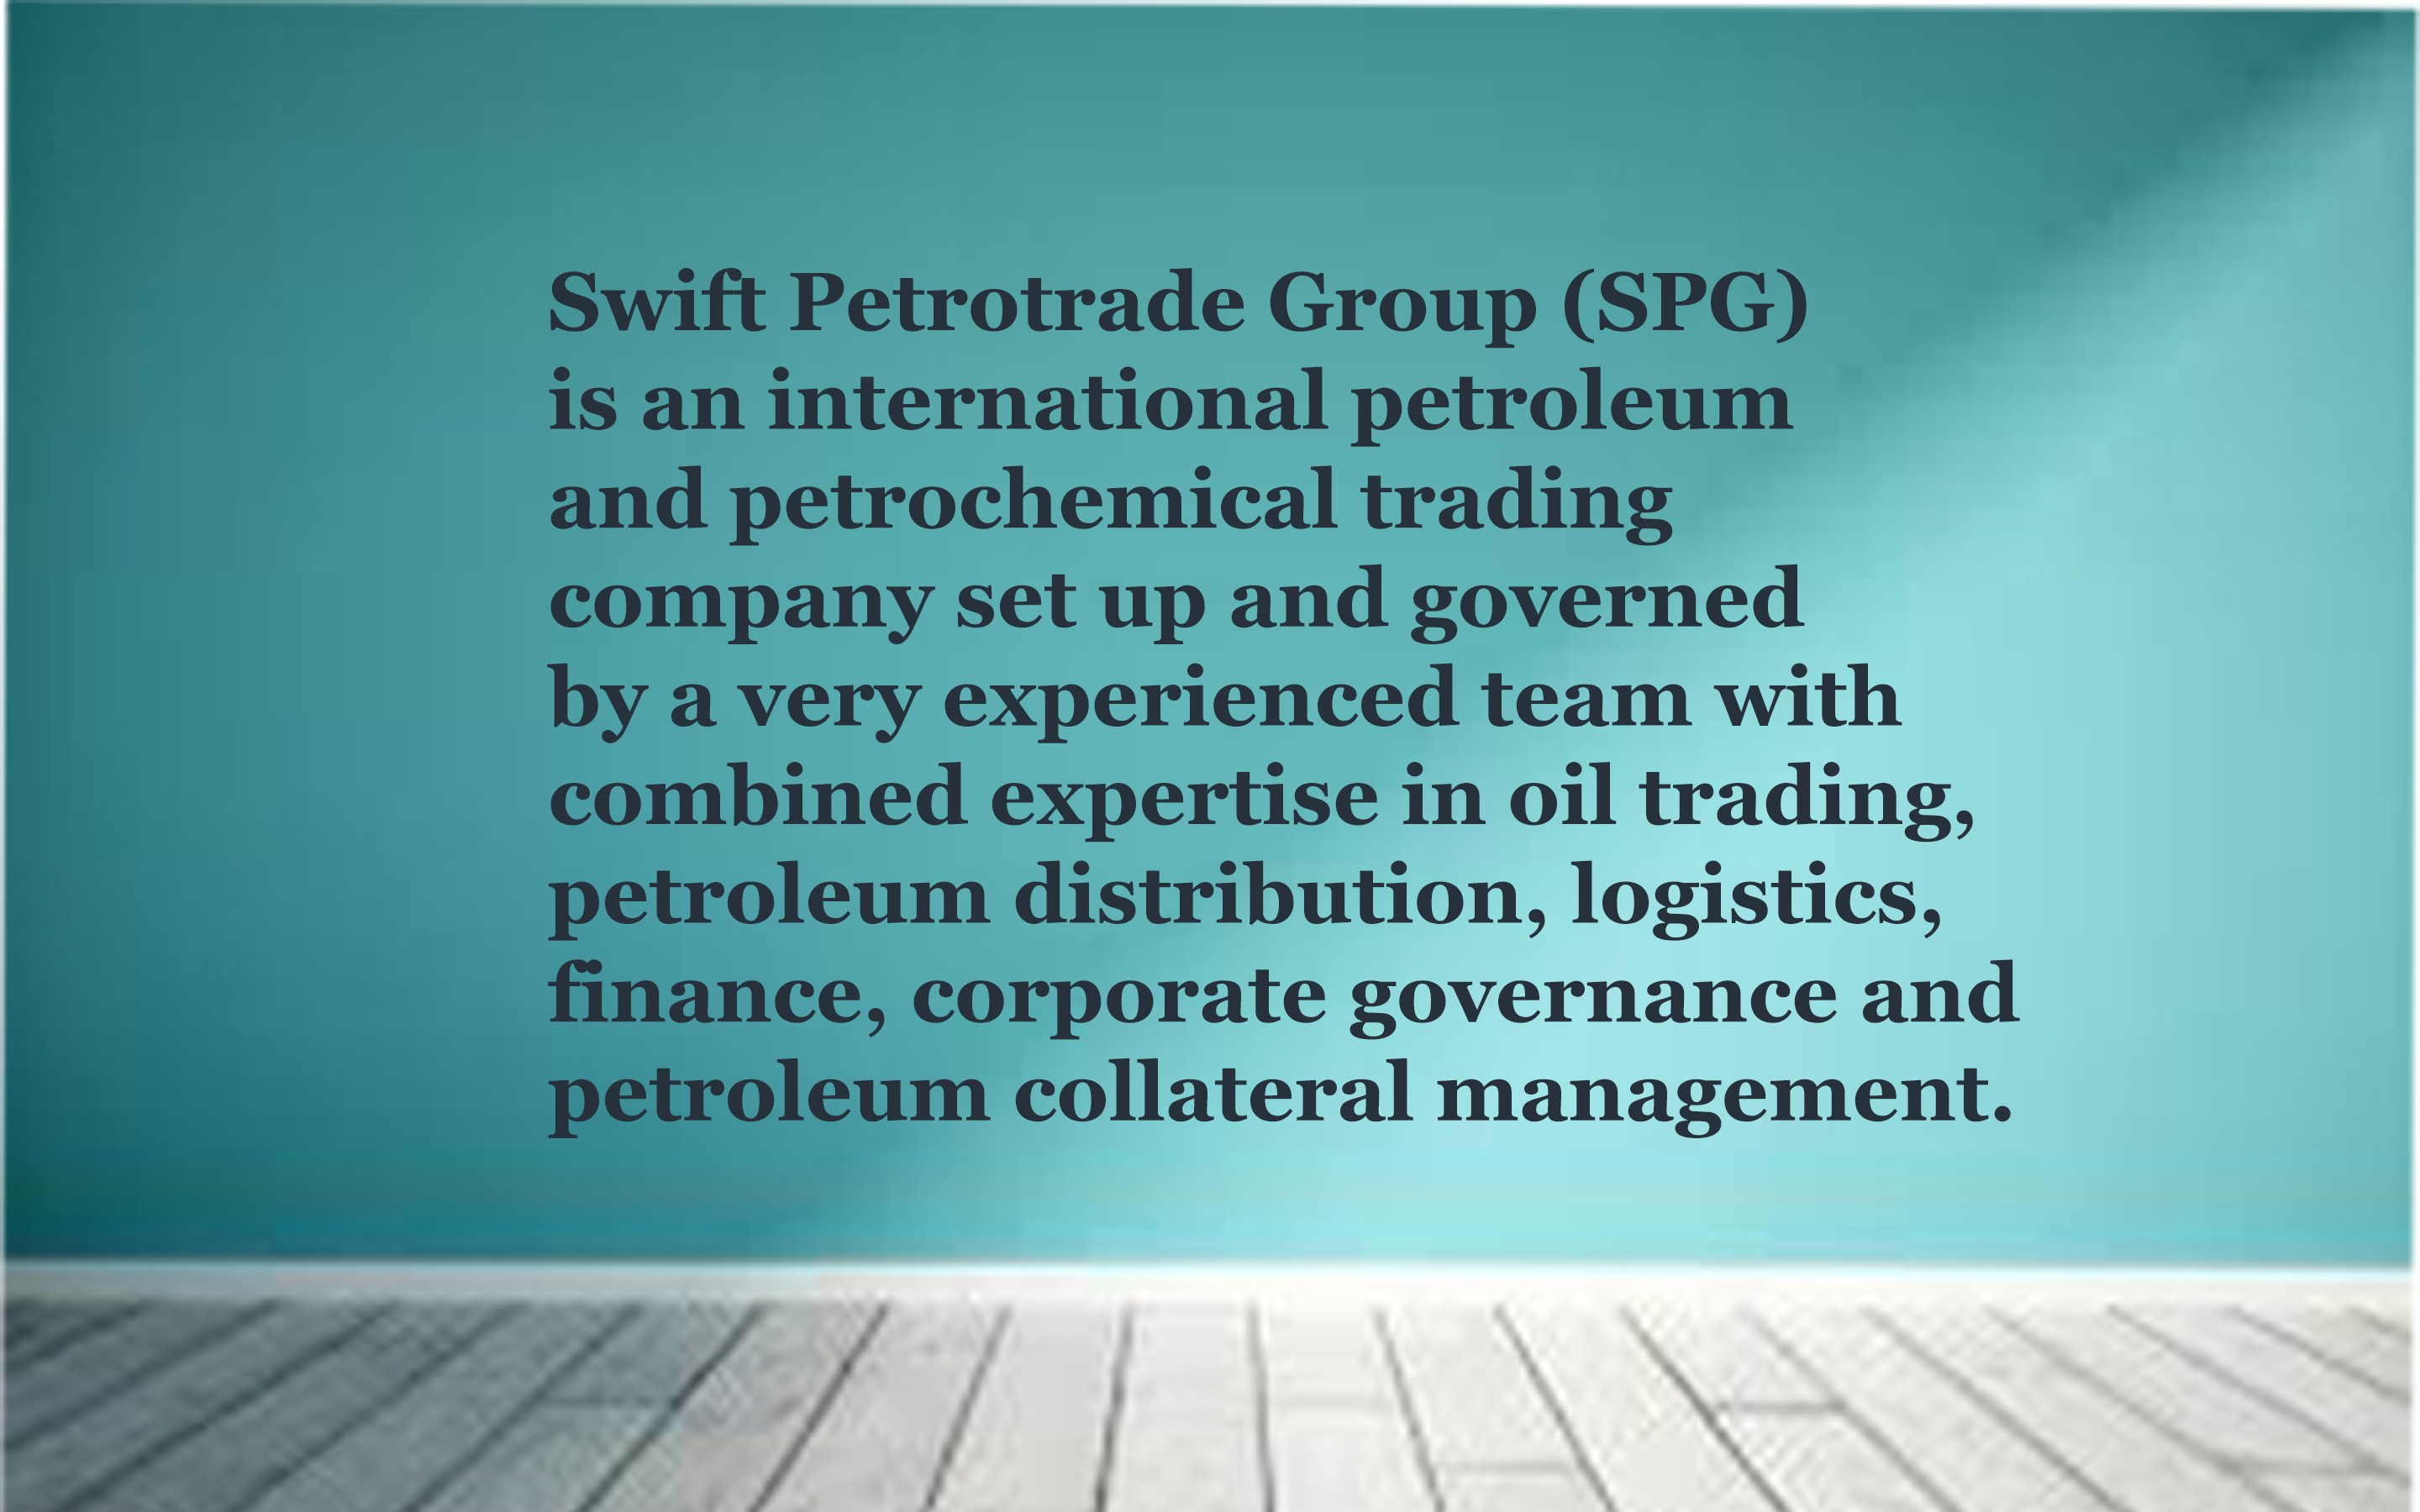 Swift Petrotrade Group (SPG)
is an international petroleum
and petrochemical trading
company set up and governed
by a very experienced team with
combined expertise in oil trading,
petroleum distribution, logistics,
finance, corporate governance and
petroleum collateral management.